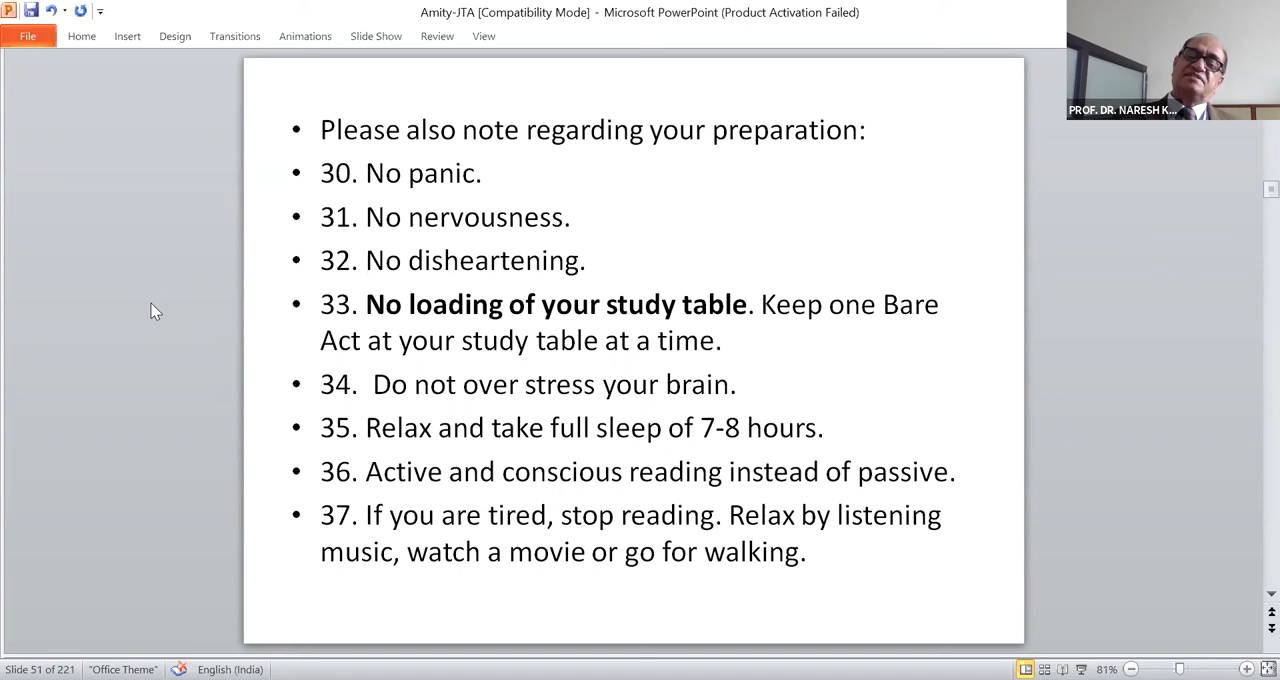 Amity-JTA [Compatibility Mode] - Microsoft PowerPoint (Product Activation Failed)
File Home Insert Design Transitions Animations Slide Show Review View
PROF. DR. NARESH K...
• Please also note regarding your preparation:
• 30. No panic.
• 31. No nervousness.
• 32. No disheartening.
• 33. No loading of your study table. Keep one Bare
Act at your study table at a time.
• 34. Do not over stress your brain.
• 35. Relax and take full sleep of 7-8 hours.
• 36. Active and conscious reading instead of passive.
• 37. If you are tired, stop reading. Relax by listening
music, watch a movie or go for walking.
Slide 51 of 221 "Office Theme" English (India) 81%